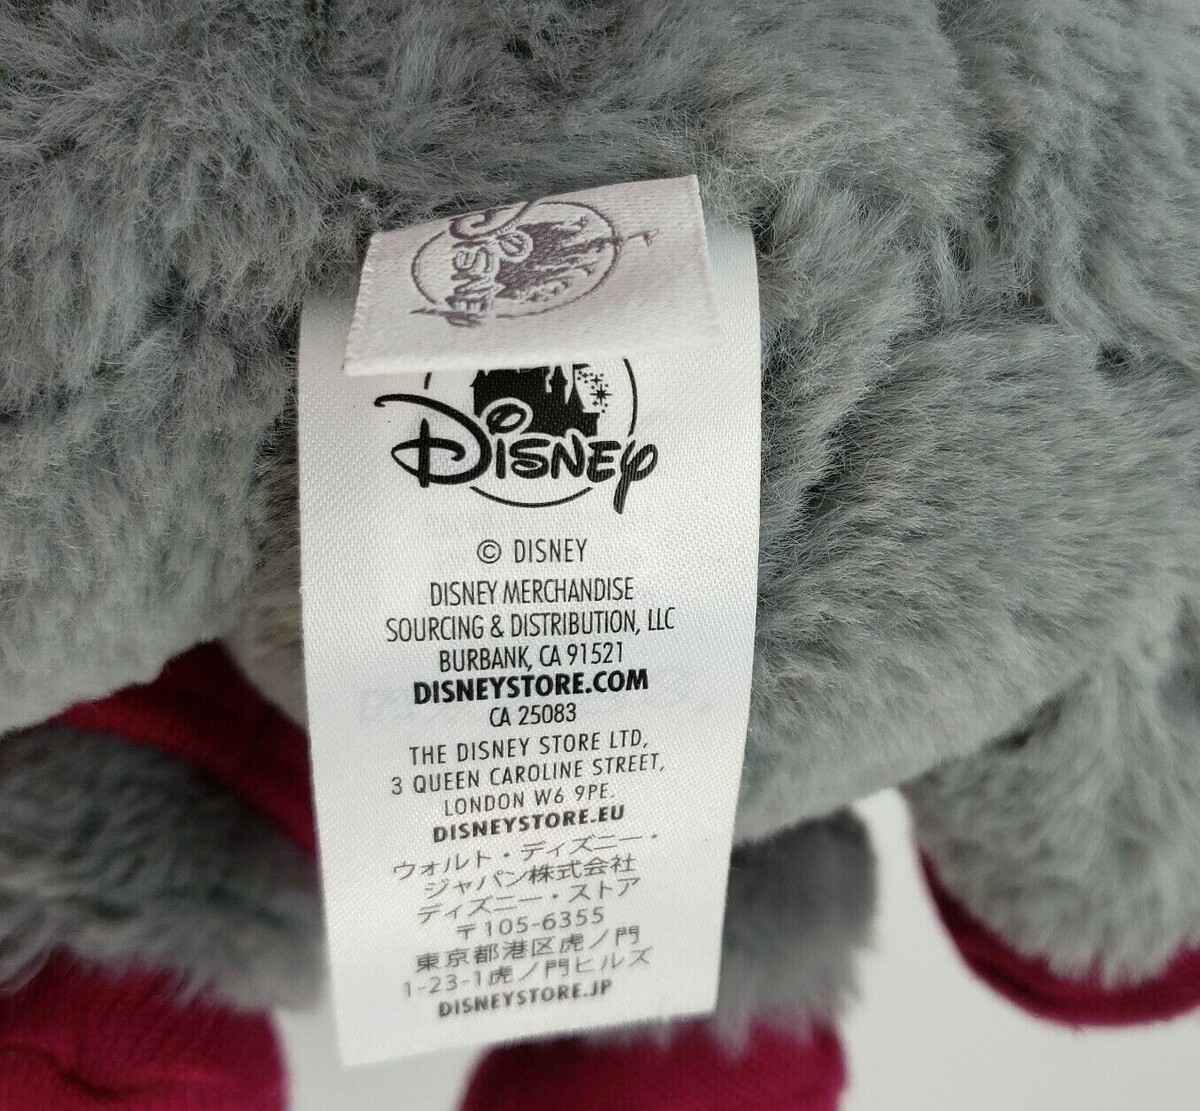 DISNEY
DISNEY
© DISNEY
DISNEY MERCHANDISE
SOURCING & DISTRIBUTION, LLC
BURBANK, CA 91521
DISNEYSTORE.COM
CA 25083
THE DISNEY STORE LTD,
3 QUEEN CAROLINE STREET,
LONDON W6 9PE.
DISNEYSTORE.EU
ウォルト・ディズニー・
ジャパン株式会社
ディズニー・ストア
〒105-6355
東京都港区虎ノ門
1-23-1虎ノ門ヒルズ
DISNEYSTORE.JP